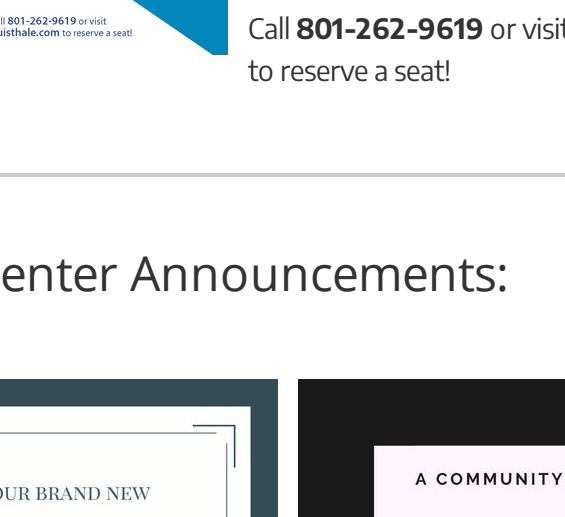 801-262-9619 or visit
uisthale.com to reserve a seat!
Call 801-262-9619 or visit
to reserve a seat!
enter Announcements:
OUR BRAND NEW
A COMMUNITY